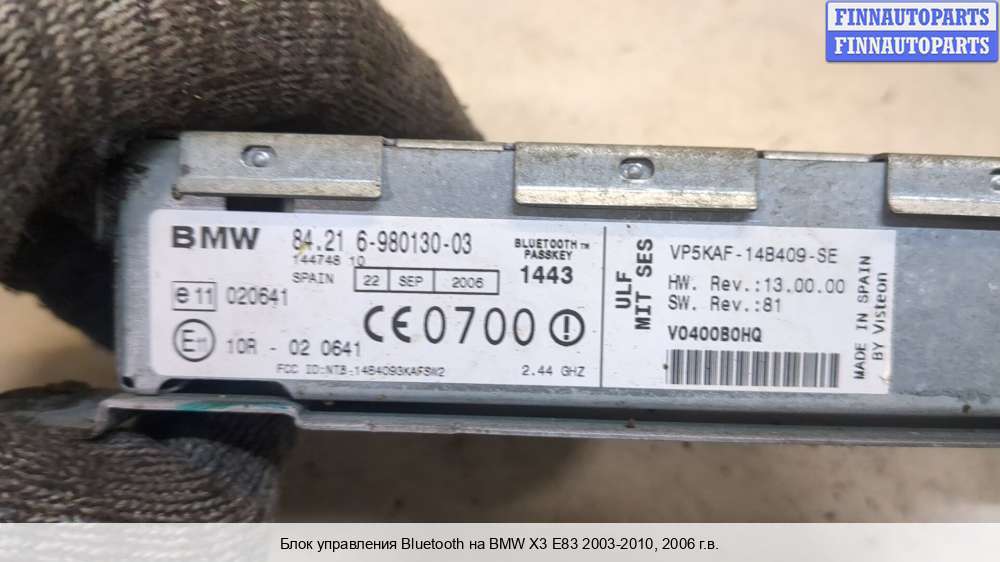 FINNAUTOPARTS
FINNAUTOPARTS
BMW 84.21 6-980130-03
144748 10
SPAIN 22 SEP 2006
BLUETOOTH™
PASSKEY
1443
e11 020641
CE0700
E11 10R - 02 0641
FCC ID:NT8-14B4093KAFSW2
2.44 GHZ
ULF
MIT SES
VP5KAF-14B409-SE
HW. Rev.:13.00.00
SW. Rev.:81
V0400B0HQ
MADE IN SPAIN
BY Visteon
Блок управления Bluetooth на BMW X3 E83 2003-2010, 2006 г.в.